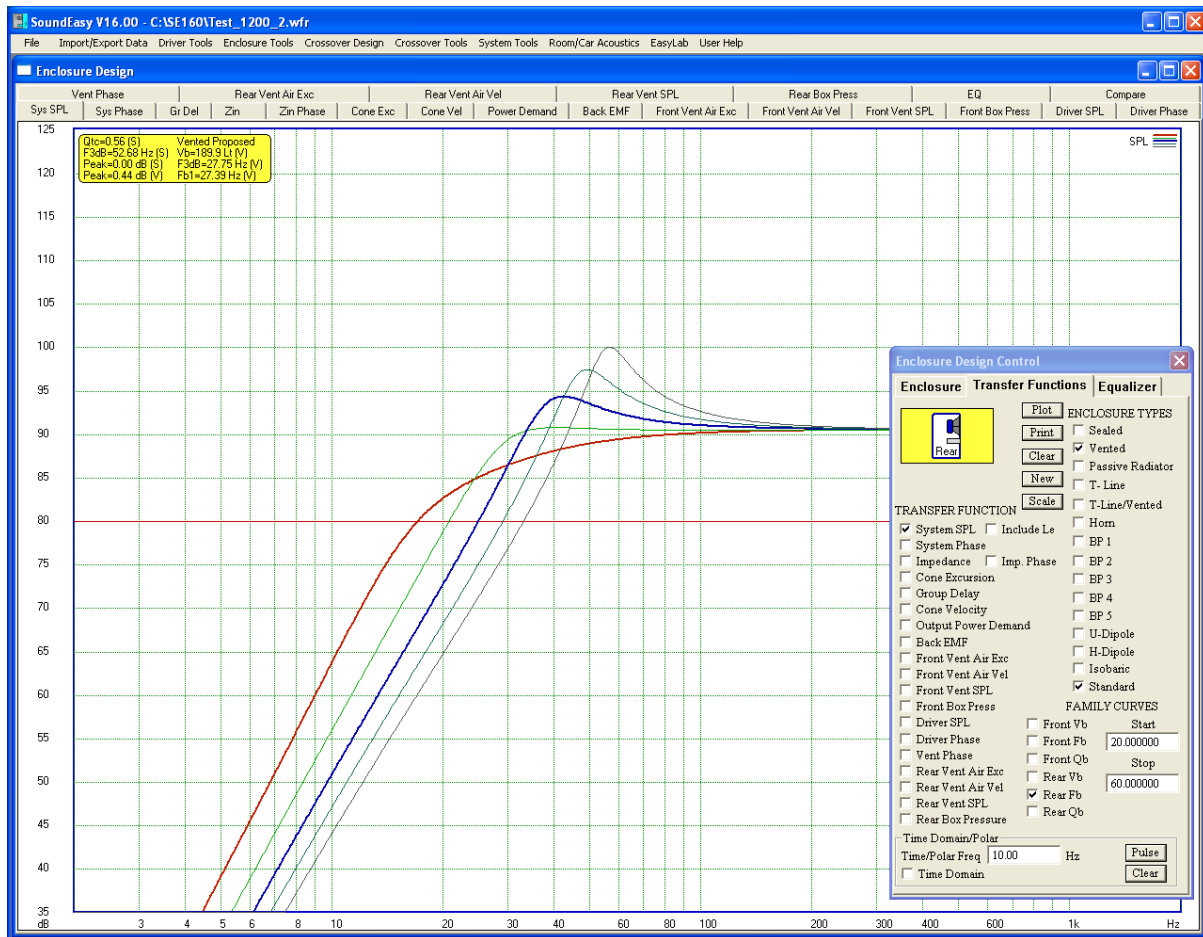 SoundEasy V16.00 - C:\SE160\Test_1200_2.wfr
File Import/Export Data Driver Tools Enclosure Tools Crossover Design Crossover Tools System Tools Room/Car Acoustics EasyLab User Help
Enclosure Design
Vent Phase Rear Vent Air Exc Rear Vent Air Vel Rear Vent SPL Rear Box Press EQ Compare
Sys SPL Sys Phase Gr Del Zin Zin Phase Cone Exc Cone Vel Power Demand Back EMF Front Vent Air Exc Front Vent Air Vel Front Vent SPL Front Box Press Driver SPL Driver Phase
125
Qtc=0.56 (S) Vented Proposed
F3dB=52.68 Hz (S) Vb=189.9 Lt (V)
Peak=0.00 dB (S) F3dB=27.75 Hz (V)
Peak=0.44 dB (V) Fb1=27.39 Hz (V)
SPL
120
115
110
105
100
95
90
85
80
75
70
65
60
55
50
45
40
35
dB 3 4 5 6 7 8 9 10 20 30 40 60 80 100 200 300 400 600 1k Hz
Enclosure Design Control
Enclosure Transfer Functions Equalizer
Rear
Plot
Print
Clear
New
Scale
ENCLOSURE TYPES
Sealed
Vented
Passive Radiator
T- Line
T-Line/Vented
Horn
BP 1
BP 2
BP 3
BP 4
BP 5
U-Dipole
H-Dipole
Isobaric
Standard
TRANSFER FUNCTION
System SPL Include Le
System Phase
Impedance Imp. Phase
Cone Excursion
Group Delay
Cone Velocity
Output Power Demand
Back EMF
Front Vent Air Exc
Front Vent Air Vel
Front Vent SPL
Front Box Press
Driver SPL
Driver Phase
Vent Phase
Rear Vent Air Exc
Rear Vent Air Vel
Rear Vent SPL
Rear Box Pressure
FAMILY CURVES
Front Vb
Front Fb
Front Qb
Rear Vb
Rear Fb
Rear Qb
Start
20.000000
Stop
60.000000
Time Domain/Polar
Time/Polar Freq 10.00 Hz Pulse
Time Domain Clear